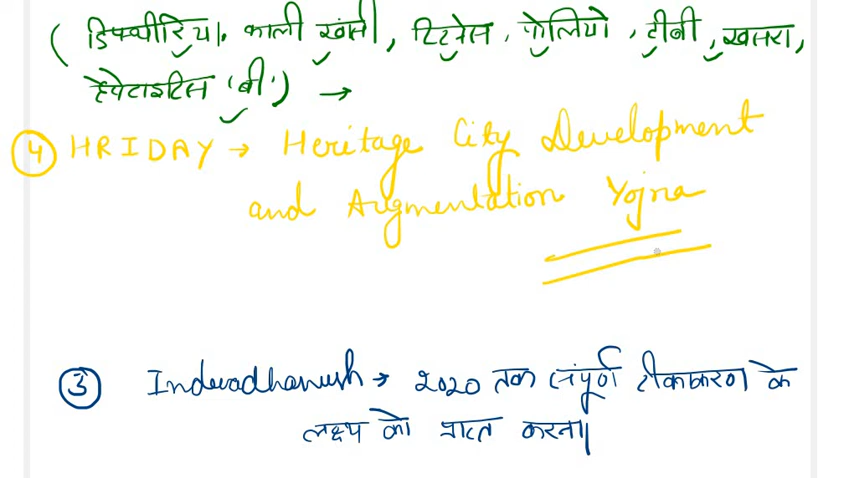 ( डिफ्थीरिया, काली खांसी, टिटनेस, पोलियो, टीबी, खसरा,
हेपेटाइटिस 'बी' ) →
④ HRIDAY → Heritage City Development
and Augmentation Yojna
③ Indradhanush → 2020 तक संपूर्ण टीकाकरण के
लक्ष्य को प्राप्त करना।